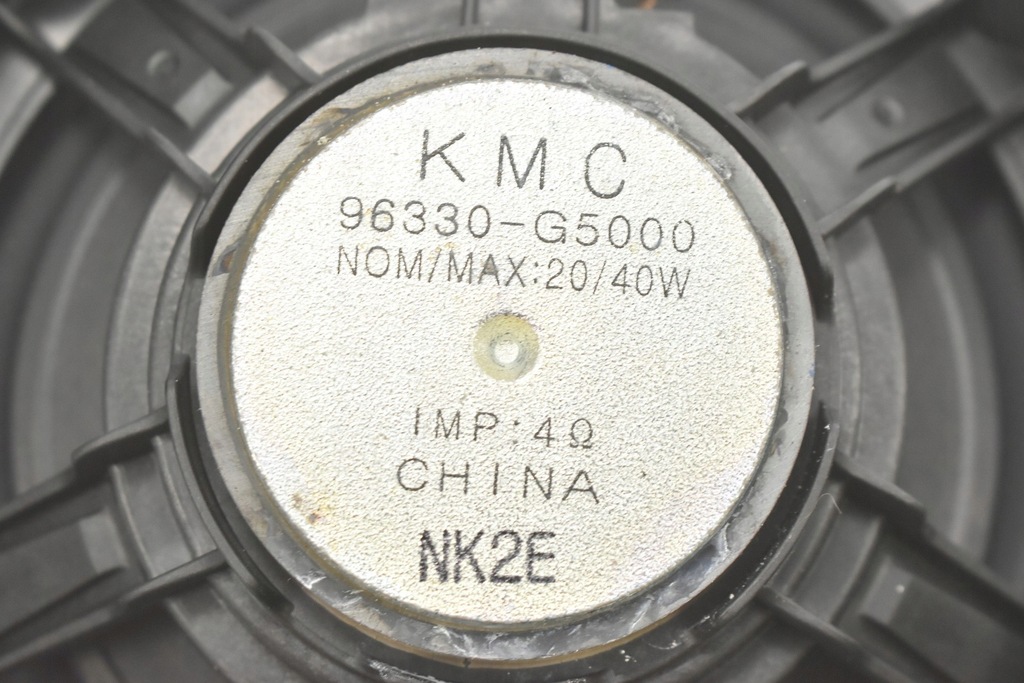 KMC
96330-G5000
NOM/MAX:20/40W
IMP:4Ω
CHINA
NK2E